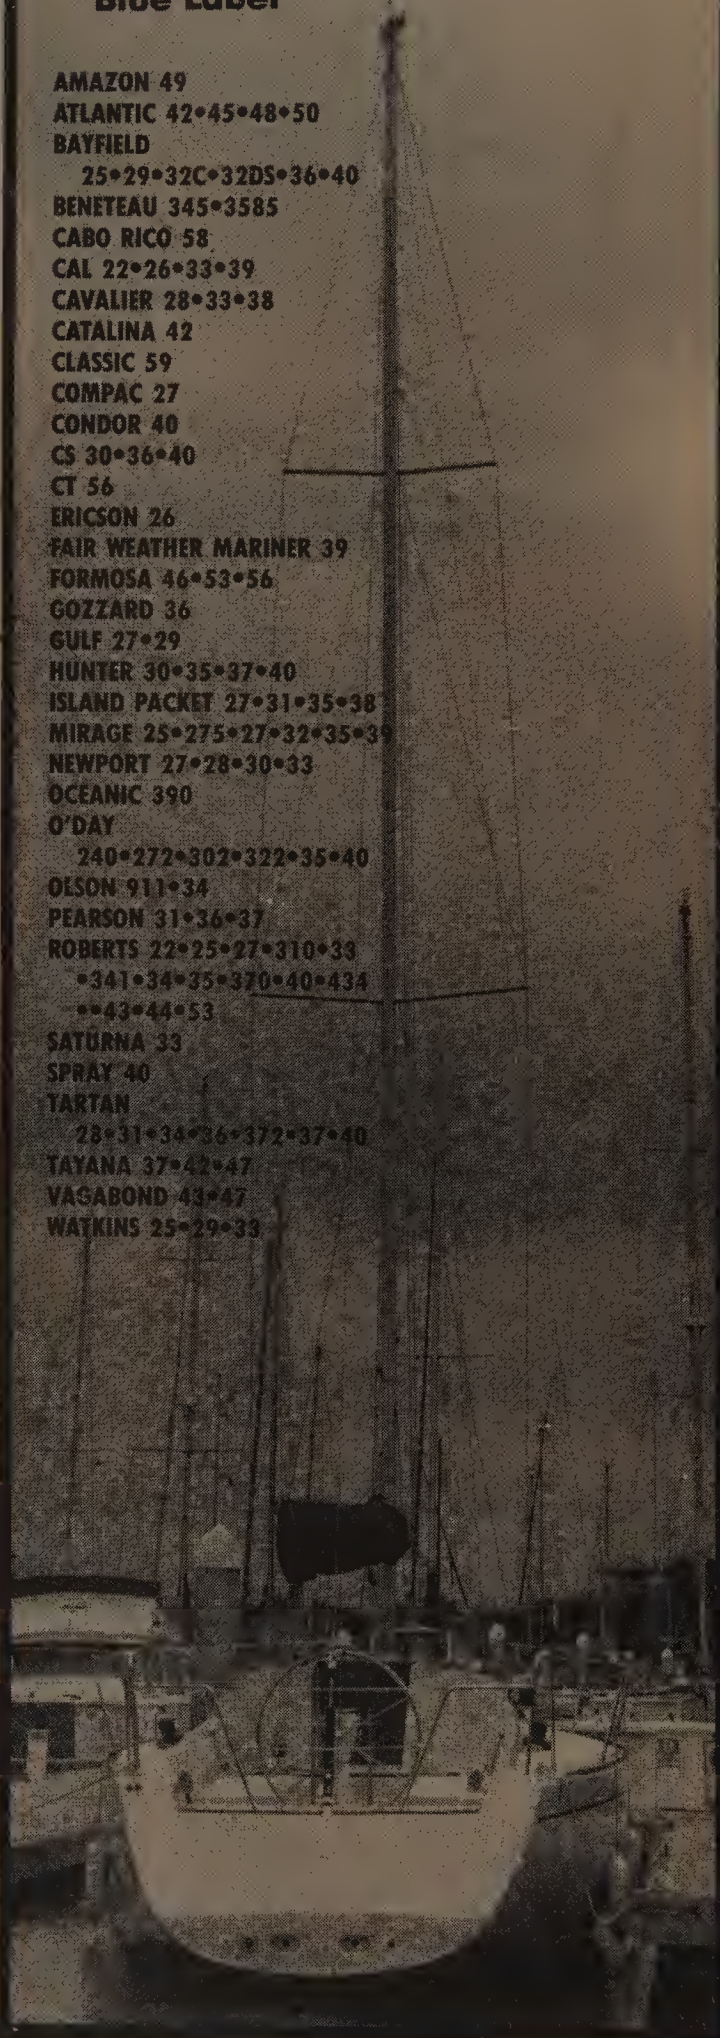 Blue Label
AMAZON 49
ATLANTIC 42•45•48•50
BAYFIELD
25•29•32C•32DS•36•40
BENETEAU 345•3585
CABO RICO 58
CAL 22•26•33•39
CAVALIER 28•33•38
CATALINA 42
CLASSIC 59
COMPAC 27
CONDOR 40
CS 30•36•40
CT 56
ERICSON 26
FAIR WEATHER MARINER 39
FORMOSA 46•53•56
GOZZARD 36
GULF 27•29
HUNTER 30•35•37•40
ISLAND PACKET 27•31•35•38
MIRAGE 25•275•27•32•35•39
NEWPORT 27•28•30•33
OCEANIC 390
O'DAY
240•272•302•322•35•40
OLSON 911•34
PEARSON 31•36•37
ROBERTS 22•25•27•310•33
•341•34•35•370•40•434
••43•44•53
SATURNA 33
SPRAY 40
TARTAN
28•31•34•36•372•37•40
TAYANA 37•42•47
VAGABOND 43•47
WATKINS 25•29•33